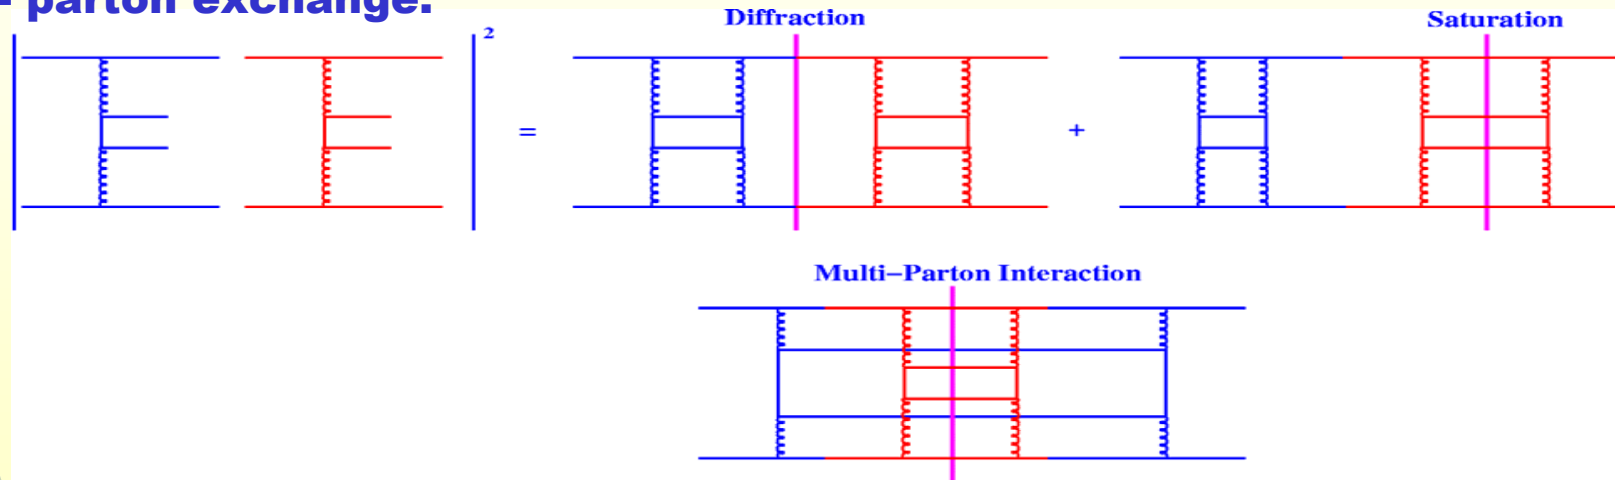 - parton exchange.
Diffraction
Saturation
2
=
+
Multi–Parton Interaction